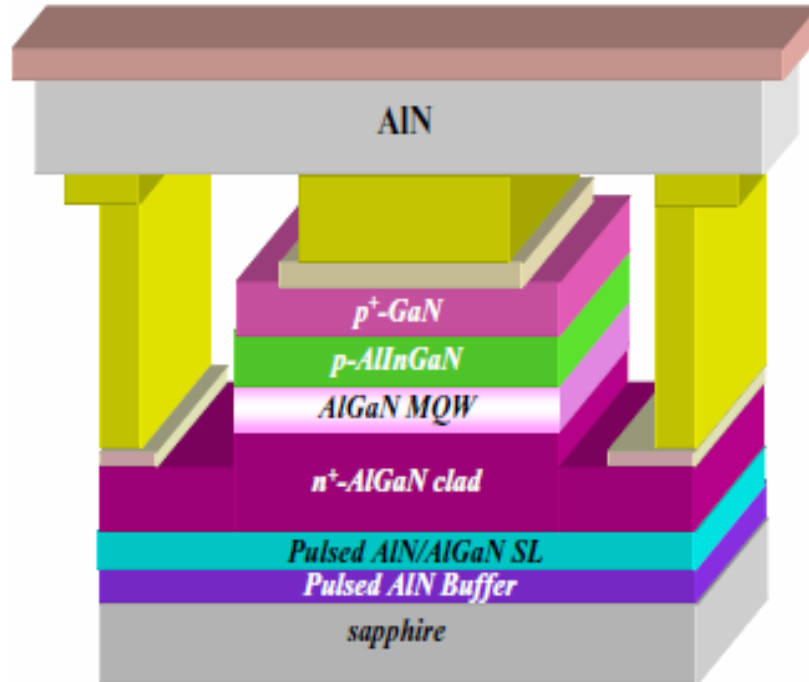 AlN
p⁺-GaN
p-AlInGaN
AlGaN MQW
n⁺-AlGaN clad
Pulsed AlN/AlGaN SL
Pulsed AlN Buffer
sapphire